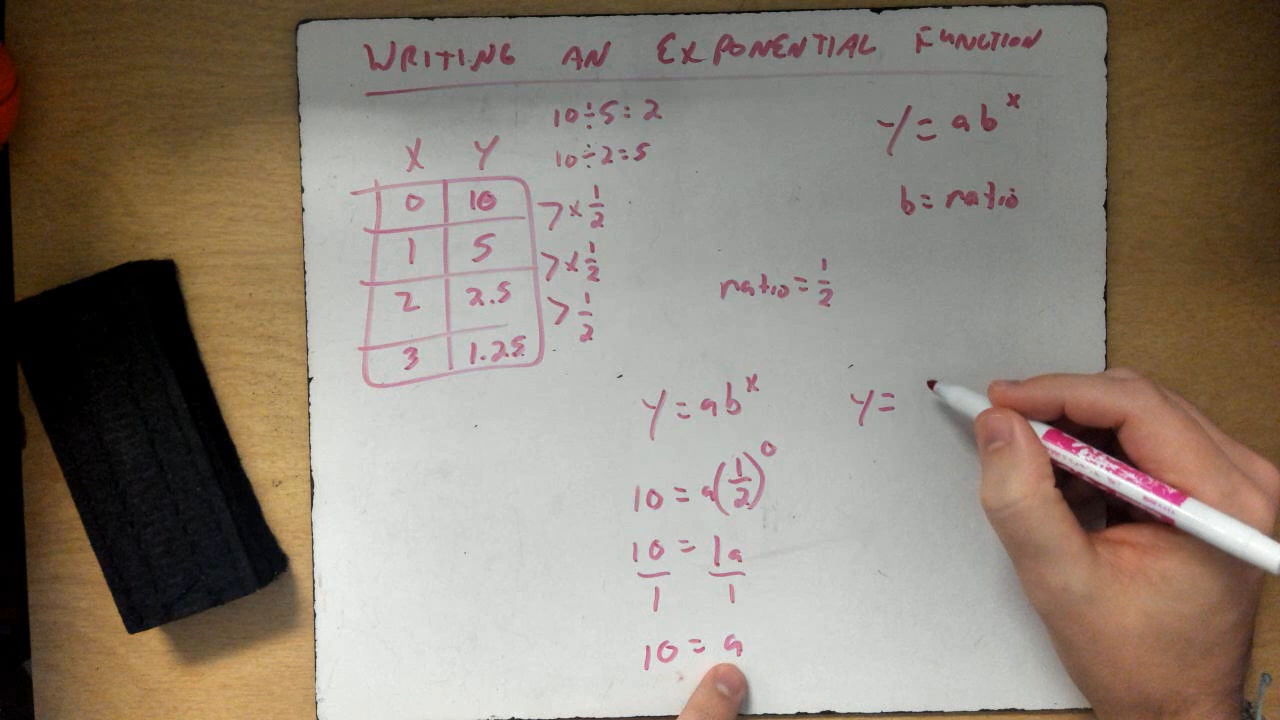 WRITING AN EXPONENTIAL FUNCTION
10÷5=2
10÷2=5
X Y
0 10
1 5
2 2.5
3 1.25
>x1/2
>x1/2
>1/2
y=ab^x
b=ratio
ratio=1/2
y=ab^x
10=a(1/2)^0
10/1=1a/1
10=a
y=